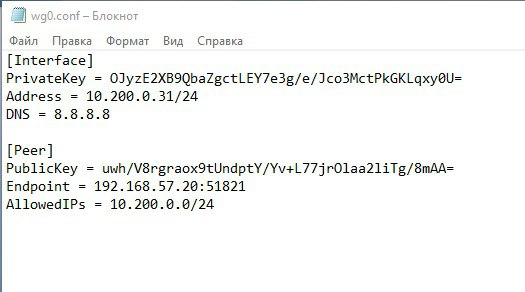 wg0.conf – Блокнот
Файл Правка Формат Вид Справка
[Interface]
PrivateKey = OJyzE2XB9QbaZgctLEY7e3g/e/Jco3MctPkGKLqxy0U=
Address = 10.200.0.31/24
DNS = 8.8.8.8
[Peer]
PublicKey = uwh/V8rgraox9tUndptY/Yv+L77jrOlaa2liTg/8mAA=
Endpoint = 192.168.57.20:51821
AllowedIPs = 10.200.0.0/24